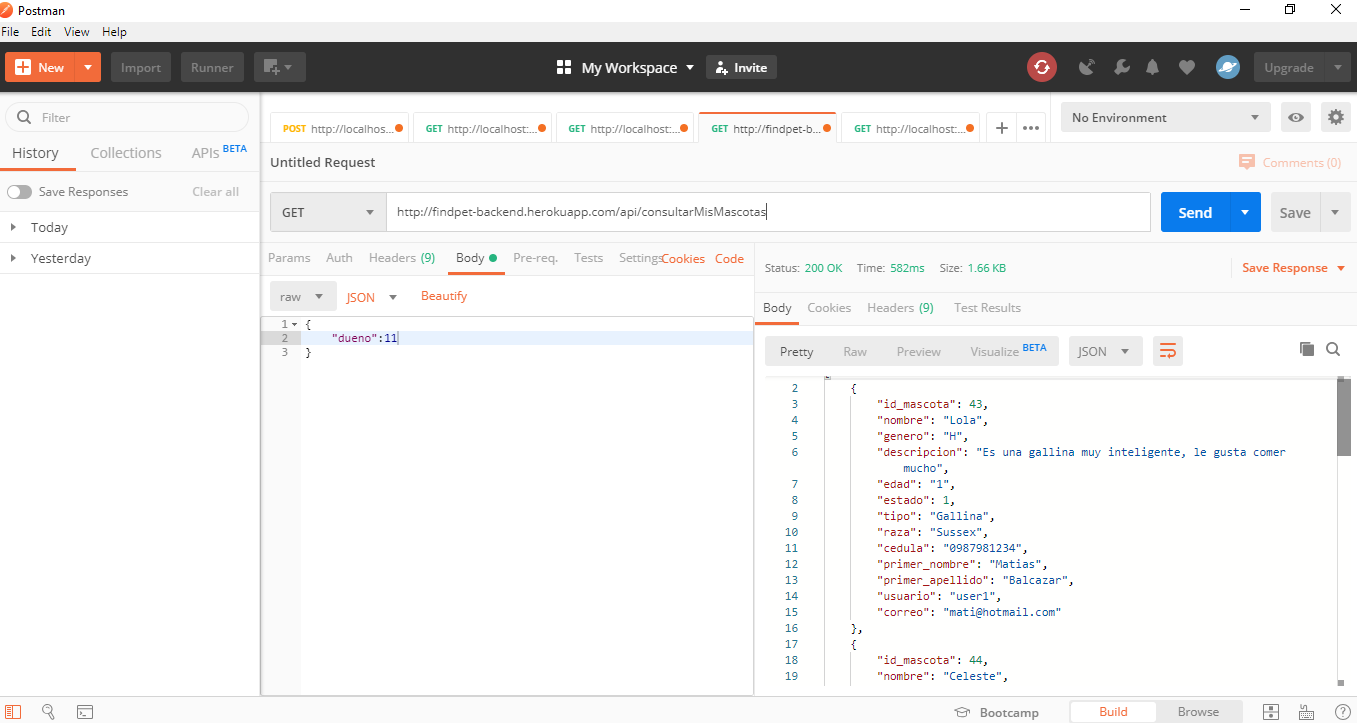 Postman
File Edit View Help
New Import Runner My Workspace Invite Upgrade
Filter
History Collections APIs BETA
Save Responses Clear all
Today
Yesterday
POST http://localhos... GET http://localhost:... GET http://localhost:... GET http://findpet-b... GET http://localhost:... No Environment
Untitled Request Comments (0)
GET http://findpet-backend.herokuapp.com/api/consultarMisMascotas Send Save
Params Auth Headers (9) Body Pre-req. Tests Settings Cookies Code
raw JSON Beautify
1 {
2 "dueno":11
3 }
Status: 200 OK Time: 582ms Size: 1.66 KB Save Response
Body Cookies Headers (9) Test Results
Pretty Raw Preview Visualize BETA JSON
2 {
3 "id_mascota": 43,
4 "nombre": "Lola",
5 "genero": "H",
6 "descripcion": "Es una gallina muy inteligente, le gusta comer
mucho",
7 "edad": "1",
8 "estado": 1,
9 "tipo": "Gallina",
10 "raza": "Sussex",
11 "cedula": "0987981234",
12 "primer_nombre": "Matias",
13 "primer_apellido": "Balcazar",
14 "usuario": "user1",
15 "correo": "mati@hotmail.com"
16 },
17 {
18 "id_mascota": 44,
19 "nombre": "Celeste",
Bootcamp Build Browse